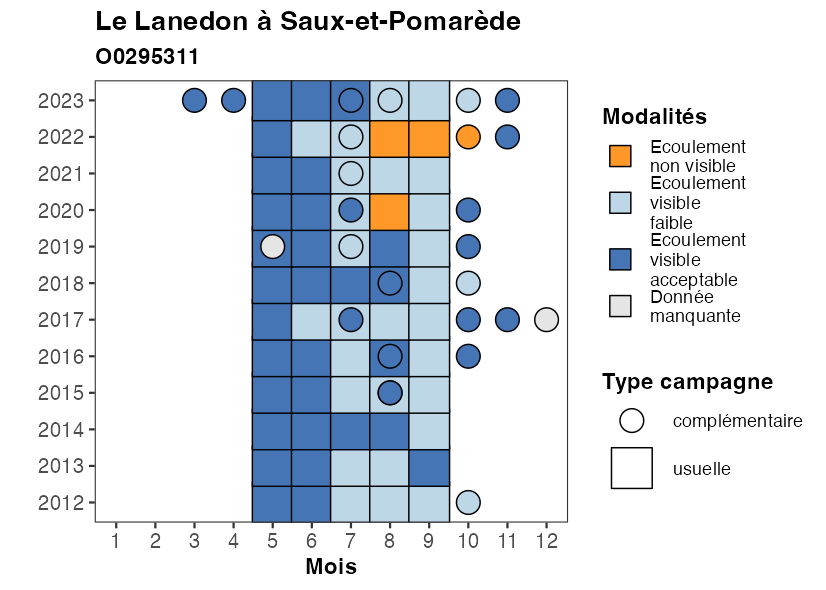 Le Lanedon à Saux-et-Pomarède
O0295311
2023
2022
2021
2020
2019
2018
2017
2016
2015
2014
2013
2012
1 2 3 4 5 6 7 8 9 10 11 12
Mois
Modalités
Ecoulement
non visible
Ecoulement
visible
faible
Ecoulement
visible
acceptable
Donnée
manquante
Type campagne
complémentaire
usuelle